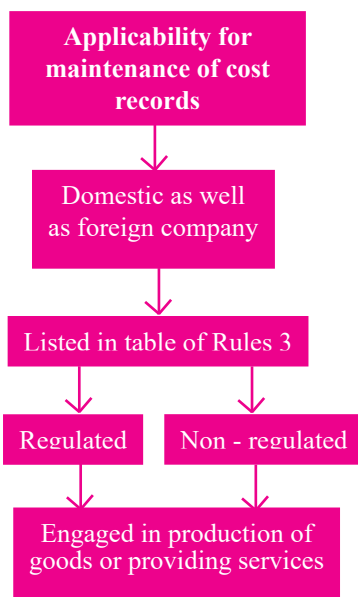 Applicability for
maintenance of cost
records
Domestic as well
as foreign company
Listed in table of Rules 3
Regulated
Non - regulated
Engaged in production of
goods or providing services